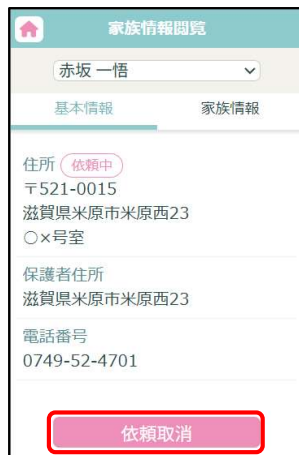 家族情報閲覧
赤坂 一悟
基本情報 家族情報
住所 依頼中
〒521-0015
滋賀県米原市米原西23
○×号室
保護者住所
滋賀県米原市米原西23
電話番号
0749-52-4701
依頼取消